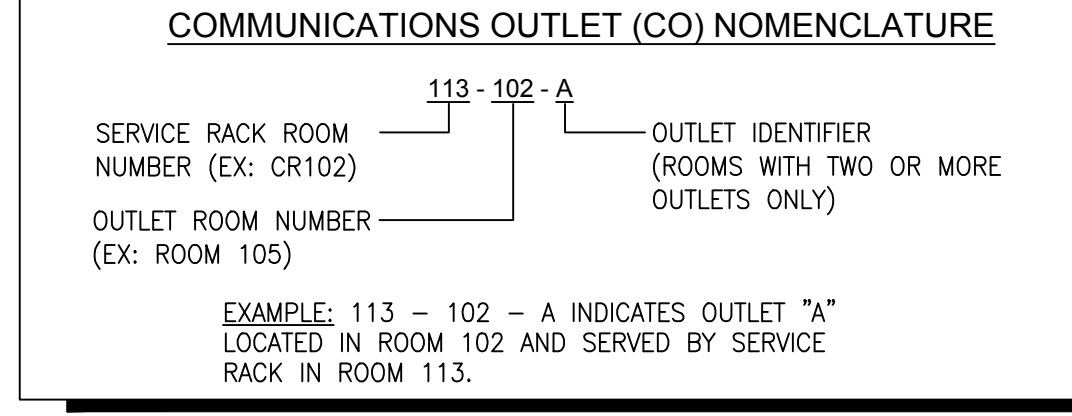 COMMUNICATIONS OUTLET (CO) NOMENCLATURE
113 - 102 - A
SERVICE RACK ROOM
NUMBER (EX: CR102)
OUTLET ROOM NUMBER
(EX: ROOM 105)
OUTLET IDENTIFIER
(ROOMS WITH TWO OR MORE
OUTLETS ONLY)
EXAMPLE: 113 – 102 – A INDICATES OUTLET "A"
LOCATED IN ROOM 102 AND SERVED BY SERVICE
RACK IN ROOM 113.